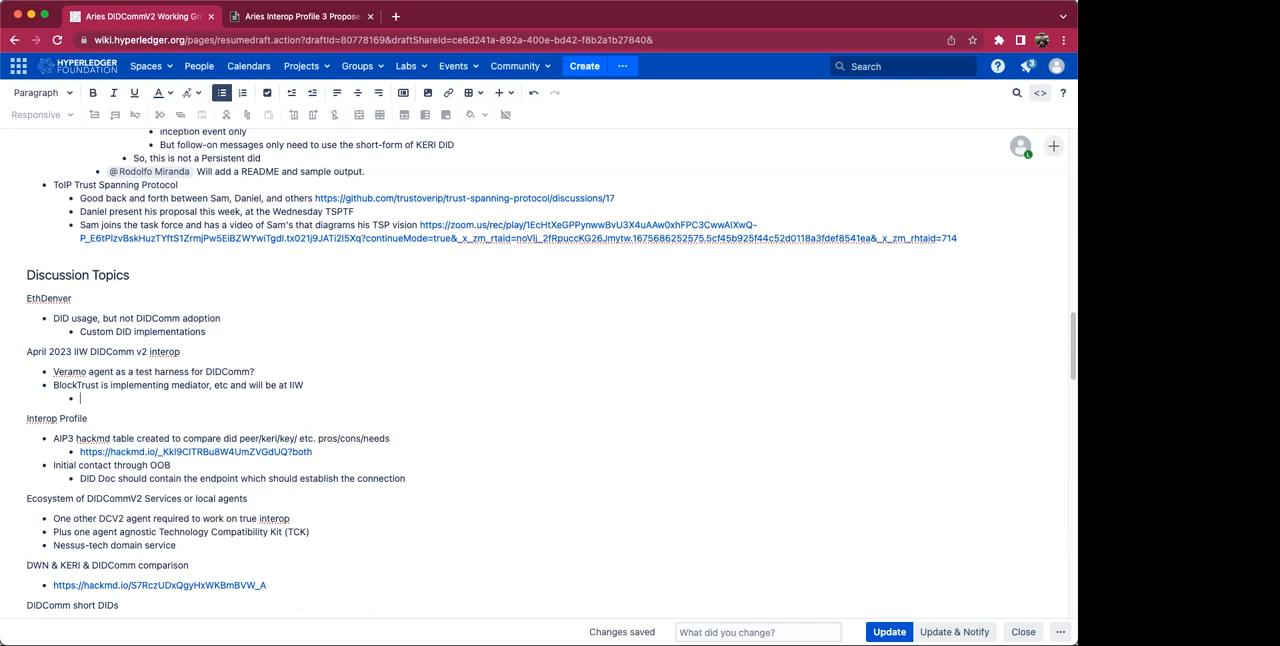 Aries DIDCommV2 Working Gr
Aries Interop Profile 3 Propose
wiki.hyperledger.org/pages/resumedraft.action?draftId=80778169&draftShareId=ce6d241a-892a-400e-bd42-f8b2a1b27840&
HYPERLEDGER FOUNDATION Spaces People Calendars Projects Groups Labs Events Community Create Search 3
Paragraph B I U A
Responsive
inception event only
But follow-on messages only need to use the short-form of KERI DID
So, this is not a Persistent did
@Rodolfo Miranda Will add a README and sample output.
ToIP Trust Spanning Protocol
Good back and forth between Sam, Daniel, and others https://github.com/trustoverip/trust-spanning-protocol/discussions/17
Daniel present his proposal this week, at the Wednesday TSPTF
Sam joins the task force and has a video of Sam's that diagrams his TSP vision https://zoom.us/rec/play/1EcHtXeGPPynwwBvU3X4uAAw0xhFPC3CwwAIXwQ-
P_E6tPlzvBskHuzTYftS1ZrmjPw5EiBZWYwiTgdI.tx021j9JATi2I5Xq?continueMode=true&_x_zm_rtaid=noVlj_2fRpuccKG26Jmytw.1675686252575.5cf45b925f44c52d0118a3fdef8541ea&_x_zm_rhtaid=714
Discussion Topics
EthDenver
DID usage, but not DIDComm adoption
Custom DID implementations
April 2023 IIW DIDComm v2 interop
Veramo agent as a test harness for DIDComm?
BlockTrust is implementing mediator, etc and will be at IIW
Interop Profile
AIP3 hackmd table created to compare did peer/keri/key/ etc. pros/cons/needs
https://hackmd.io/_KkI9ClTRBu8W4UmZVGdUQ?both
Initial contact through OOB
DID Doc should contain the endpoint which should establish the connection
Ecosystem of DIDCommV2 Services or local agents
One other DCV2 agent required to work on true interop
Plus one agent agnostic Technology Compatibility Kit (TCK)
Nessus-tech domain service
DWN & KERI & DIDComm comparison
https://hackmd.io/S7RczUDxQgyHxWKBmBVW_A
DIDComm short DIDs
Changes saved What did you change? Update Update & Notify Close